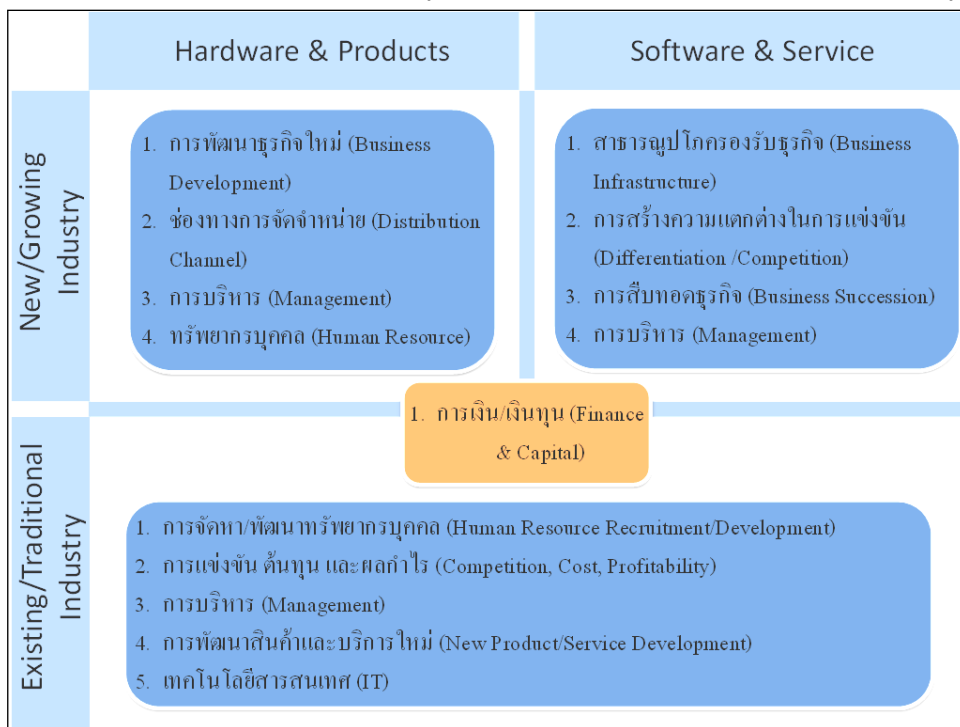 Hardware & Products
Software & Service
New/Growing
Industry
1. การพัฒนาธุรกิจใหม่ (Business
Development)
2. ช่องทางการจัดจำหน่าย (Distribution
Channel)
3. การบริหาร (Management)
4. ทรัพยากรบุคคล (Human Resource)
1. สาธารณูปโภครองรับธุรกิจ (Business
Infrastructure)
2. การสร้างความแตกต่างในการแข่งขัน
(Differentiation /Competition)
3. การสืบทอดธุรกิจ (Business Succession)
4. การบริหาร (Management)
1. การเงิน/เงินทุน (Finance
& Capital)
Existing/Traditional
Industry
1. การจัดหา/พัฒนาทรัพยากรบุคคล (Human Resource Recruitment/Development)
2. การแข่งขัน ต้นทุน และผลกำไร (Competition, Cost, Profitability)
3. การบริหาร (Management)
4. การพัฒนาสินค้าและบริการใหม่ (New Product/Service Development)
5. เทคโนโลยีสารสนเทศ (IT)